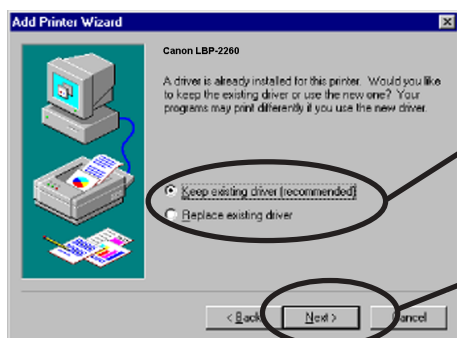 Add Printer Wizard
Canon LBP-2260
A driver is already installed for this printer. Would you like
to keep the existing driver or use the new one? Your
programs may print differently if you use the new driver.
Keep existing driver (recommended)
Replace existing driver
< Back Next > Cancel